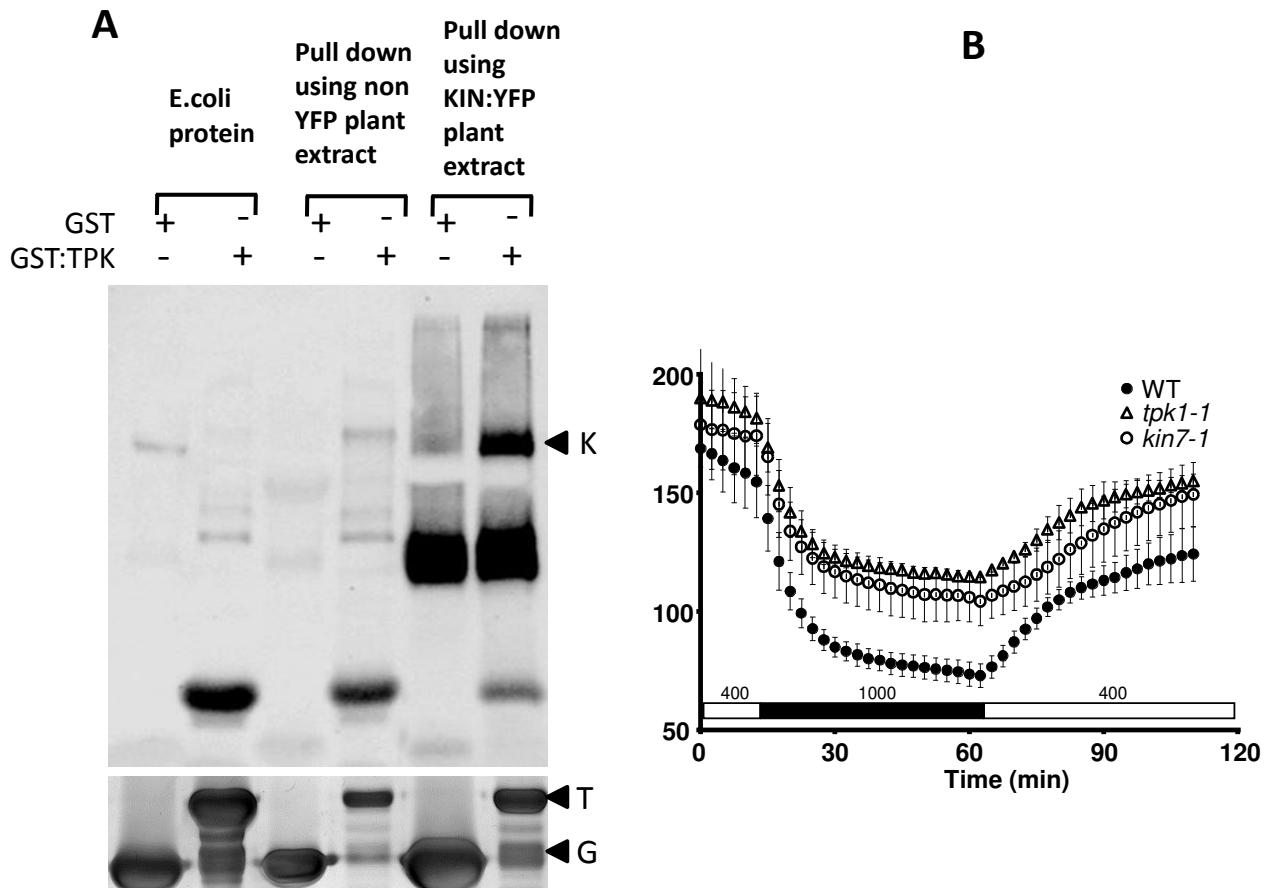 A
E.coli
protein
Pull down
using non
YFP plant
extract
Pull down
using
KIN:YFP
plant
extract
GST + - + - + -
GST:TPK - + - + - +
K
T
G
B
200
150
100
50
WT
tpk1-1
kin7-1
400 1000 400
0 30 60 90 120
Time (min)